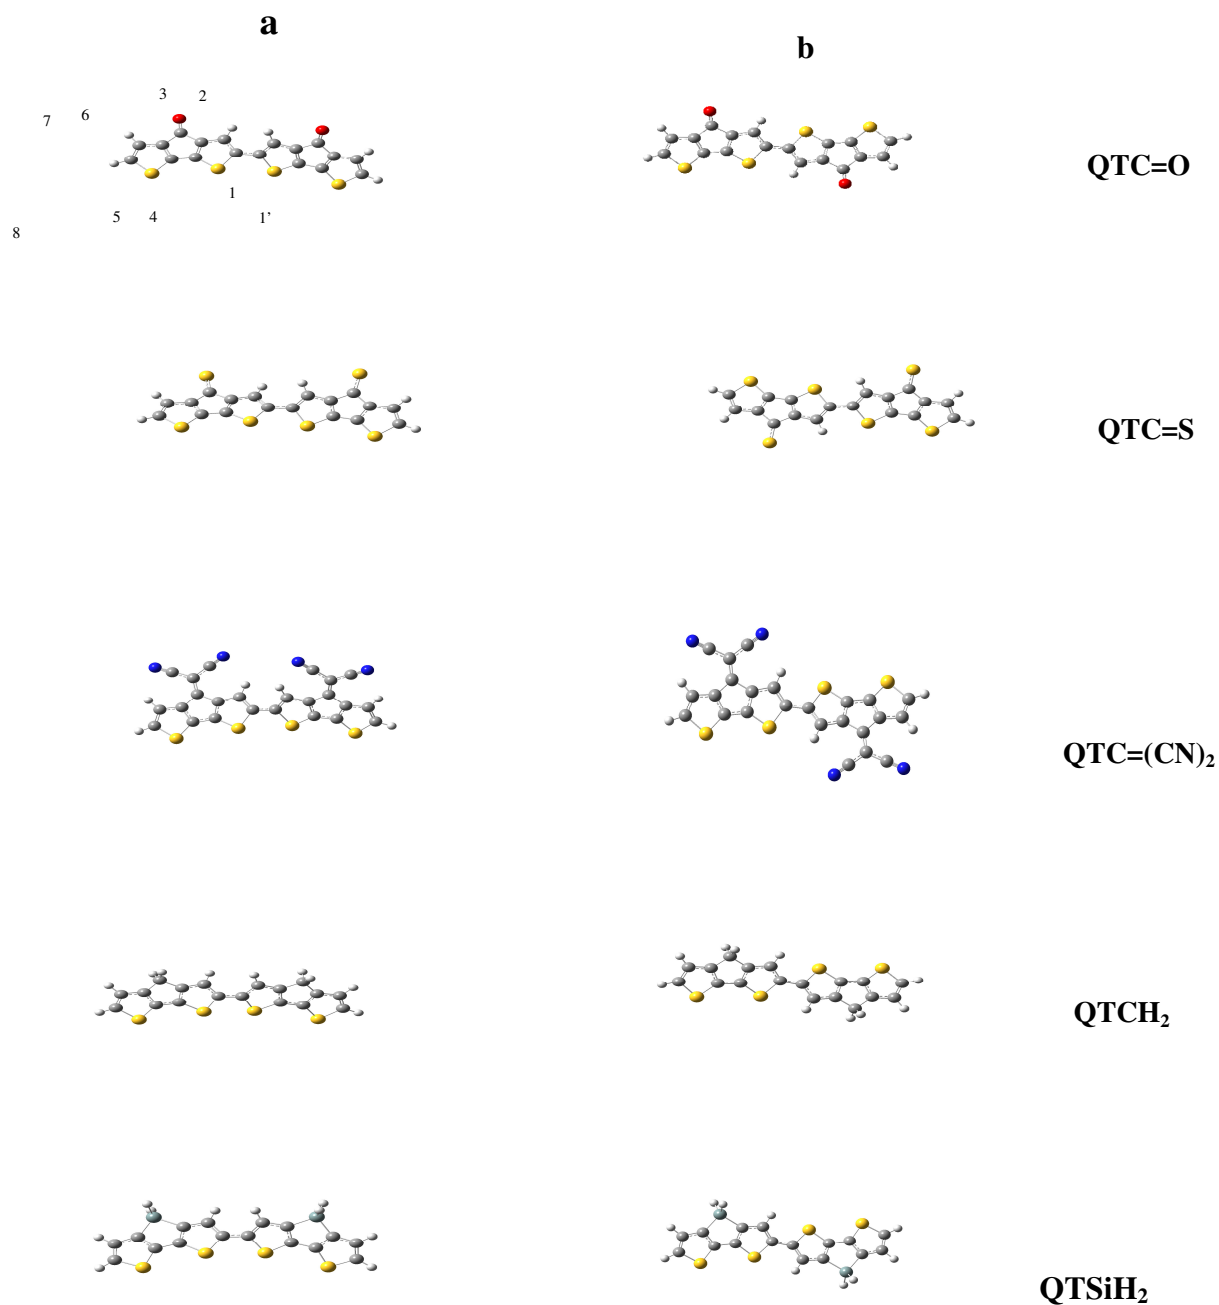 a
b
3 2
7 6
QTC=O
1
5 4 1’
8
QTC=S
QTC=(CN)₂
QTCH₂
QTSiH₂